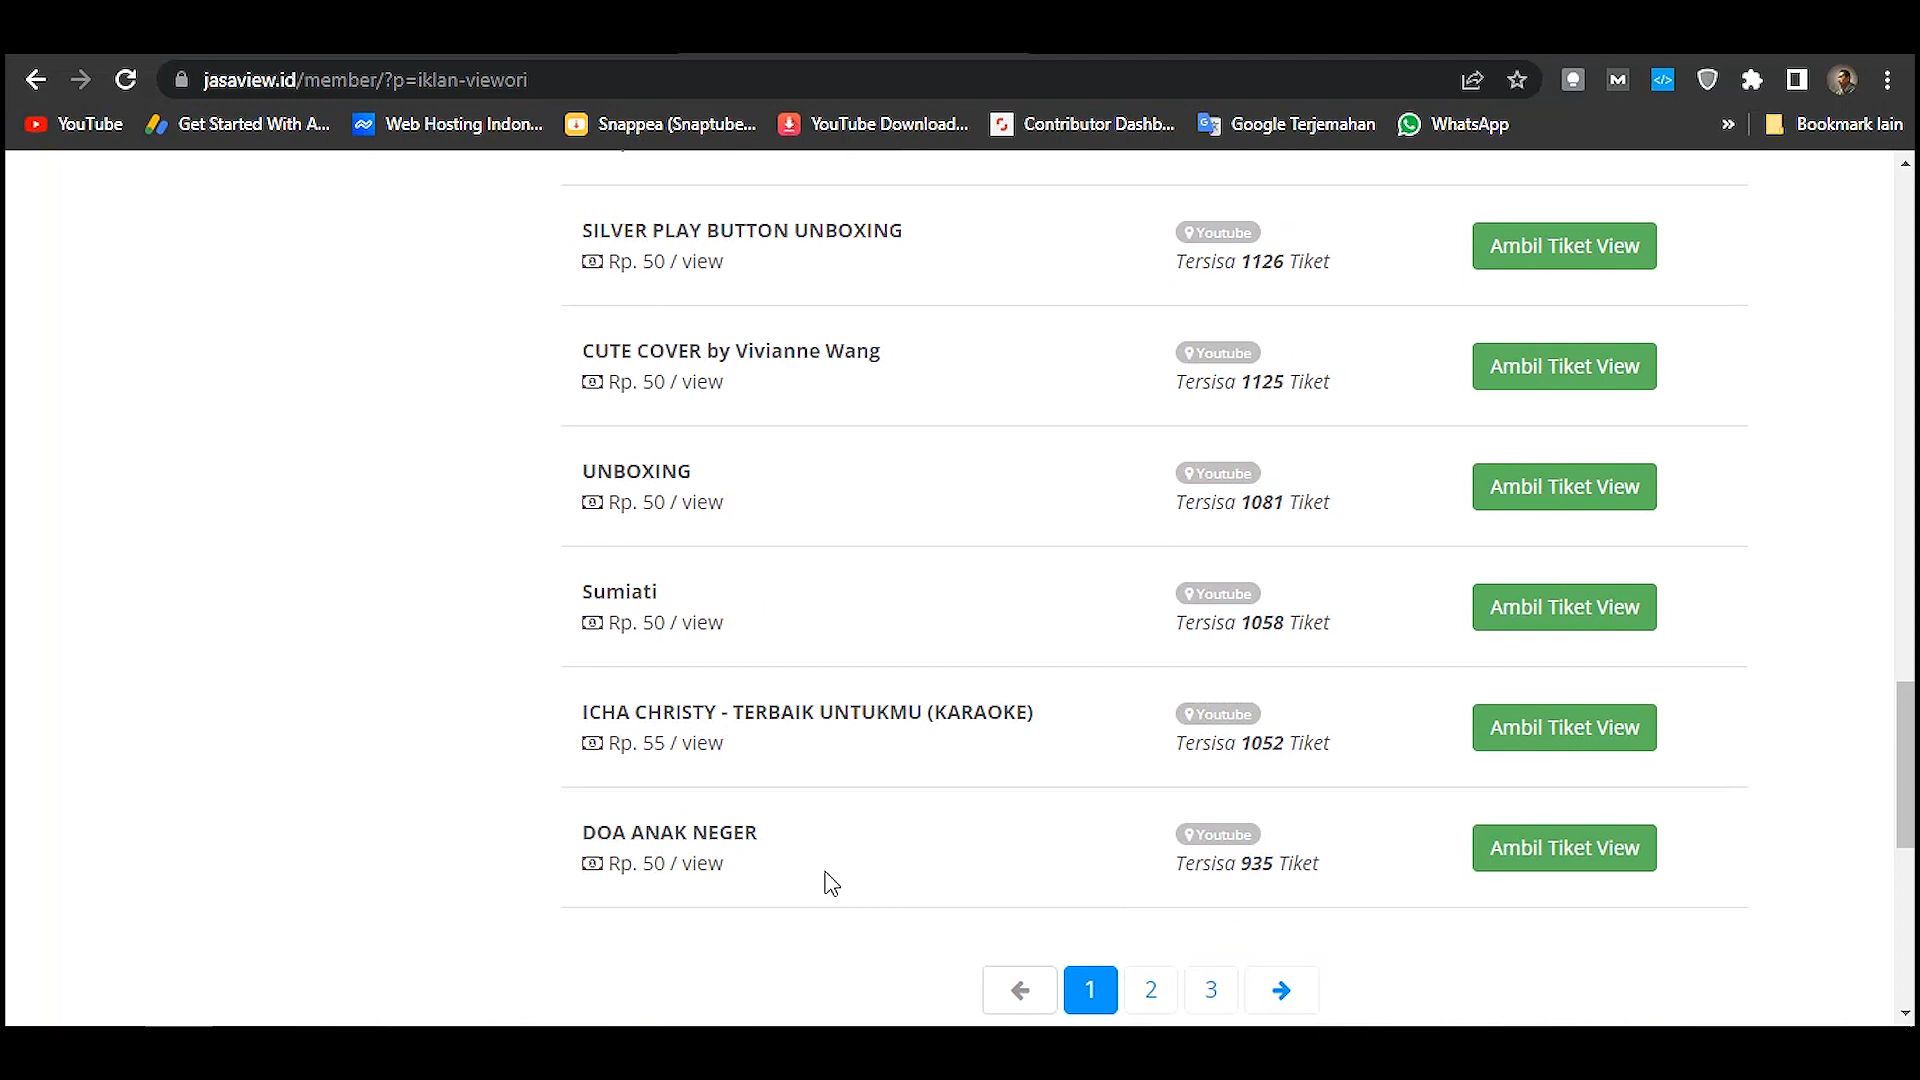 jasaview.id/member/?p=iklan-viewori
YouTube Get Started With A... Web Hosting Indon... Snappea (Snaptube... YouTube Download... Contributor Dashb... Google Terjemahan WhatsApp » Bookmark lain
SILVER PLAY BUTTON UNBOXING Youtube
Rp. 50 / view Tersisa 1126 Tiket Ambil Tiket View
CUTE COVER by Vivianne Wang Youtube
Rp. 50 / view Tersisa 1125 Tiket Ambil Tiket View
UNBOXING Youtube
Rp. 50 / view Tersisa 1081 Tiket Ambil Tiket View
Sumiati Youtube
Rp. 50 / view Tersisa 1058 Tiket Ambil Tiket View
ICHA CHRISTY - TERBAIK UNTUKMU (KARAOKE) Youtube
Rp. 55 / view Tersisa 1052 Tiket Ambil Tiket View
DOA ANAK NEGER Youtube
Rp. 50 / view Tersisa 935 Tiket Ambil Tiket View
1 2 3